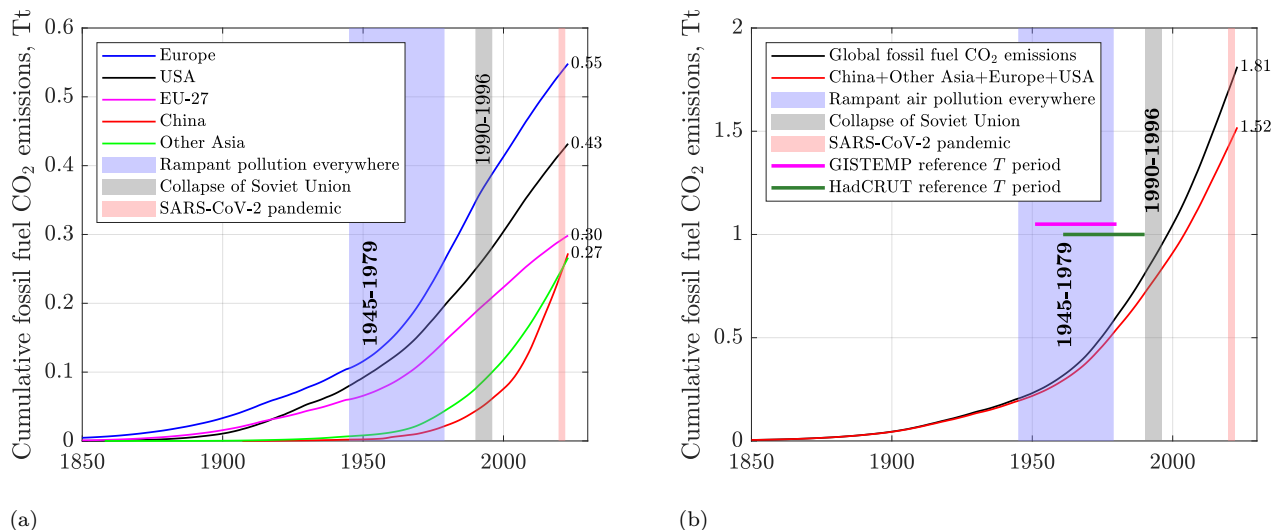 Cumulative fossil fuel CO₂ emissions, Tt
0.6
0.5
0.4
0.3
0.2
0.1
0
1850
1900
1950
2000
Europe
USA
EU-27
China
Other Asia
Rampant pollution everywhere
Collapse of Soviet Union
SARS-CoV-2 pandemic
1945-1979
1990-1996
0.55
0.43
0.30
0.27
(a)
Cumulative fossil fuel CO₂ emissions, Tt
2
1.5
1
0.5
0
1850
1900
1950
2000
Global fossil fuel CO₂ emissions
China+Other Asia+Europe+USA
Rampant air pollution everywhere
Collapse of Soviet Union
SARS-CoV-2 pandemic
GISTEMP reference T period
HadCRUT reference T period
1945-1979
1990-1996
1.81
1.52
(b)